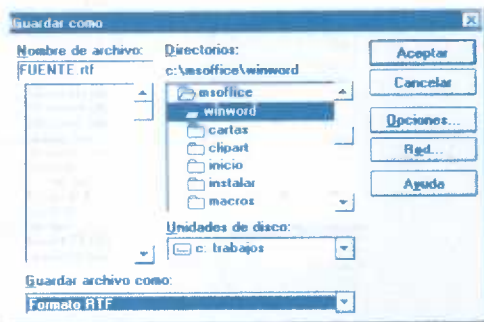 Guardar como
Nombre de archivo:
FUENTE.rtf
Directorios:
c:\msoffice\winword
msoffice
winword
cartas
clipart
inicio
instalar
macros
Unidades de disco:
c: trabajos
Guardar archivo como:
Formato RTF
Aceptar
Cancelar
Opciones...
Red...
Ayuda